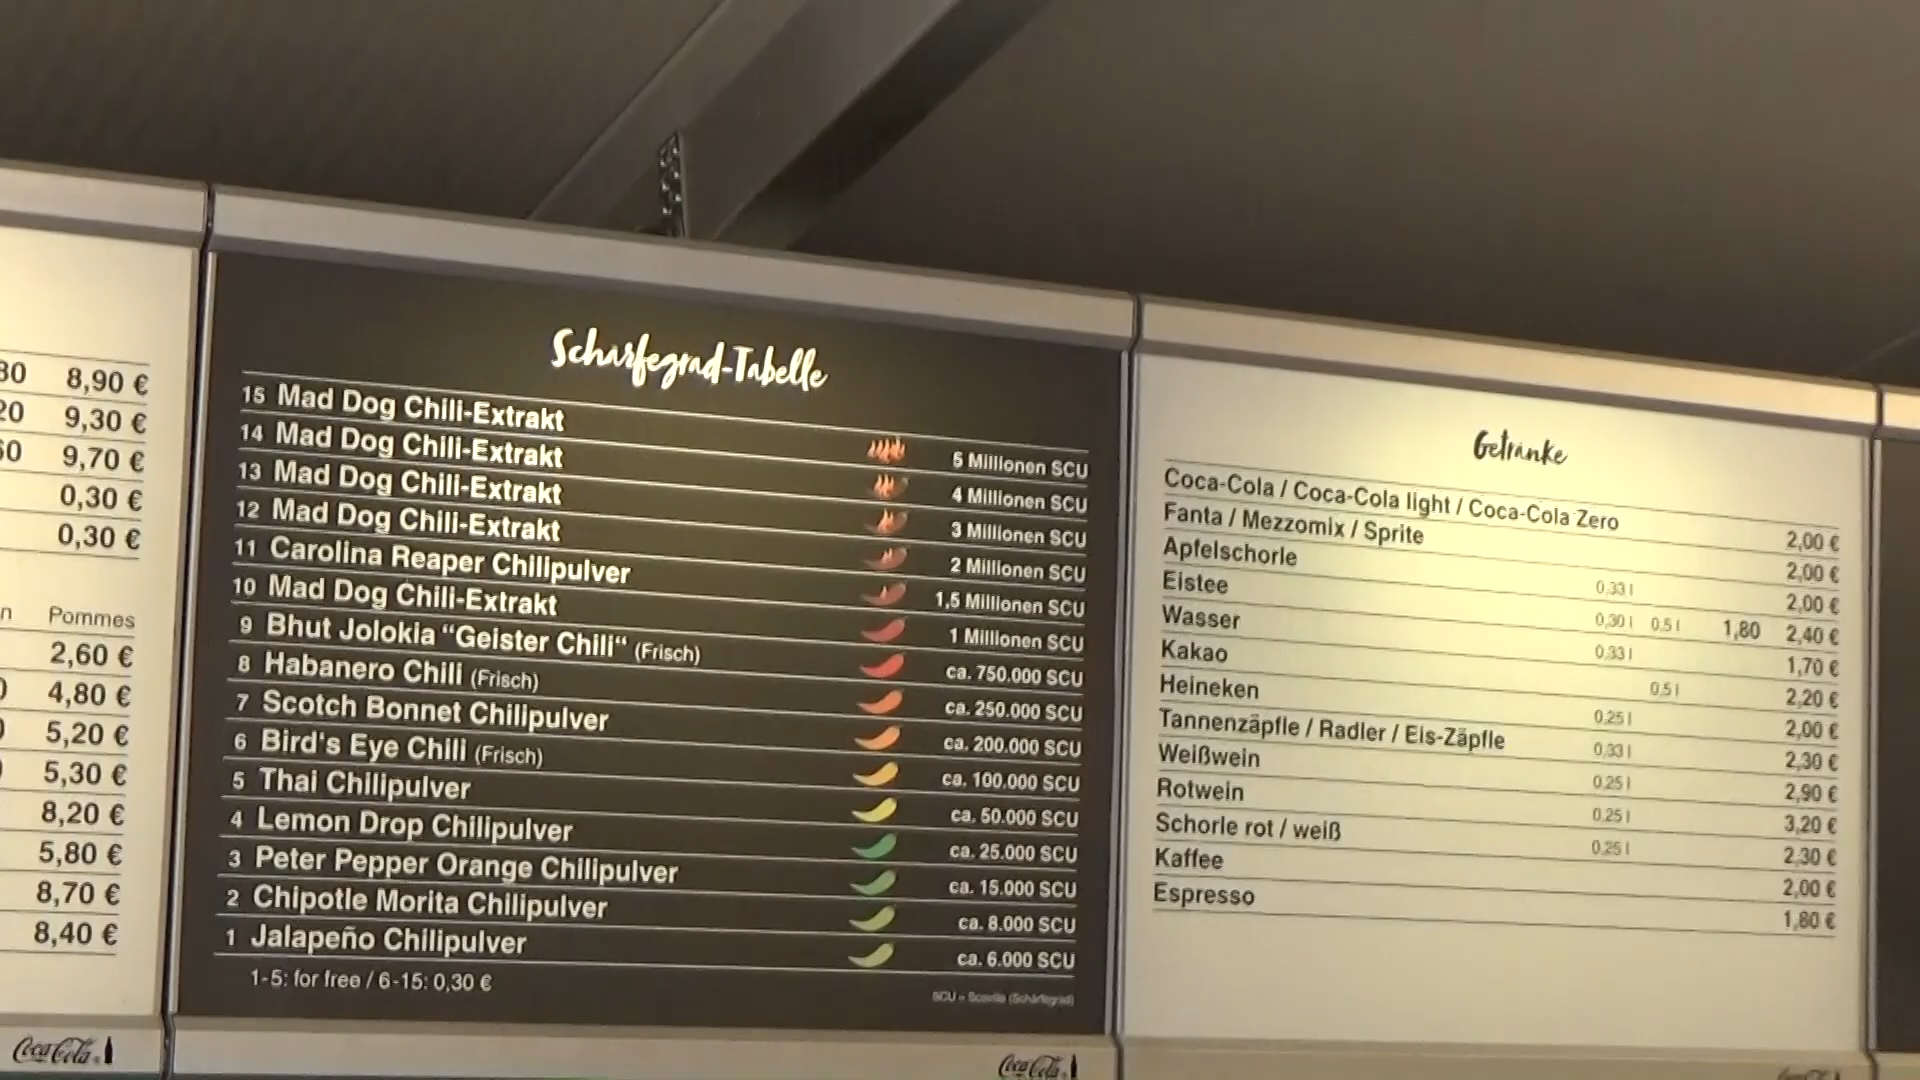 8,90 €
9,30 €
9,70 €
0,30 €
0,30 €
Pommes
2,60 €
4,80 €
5,20 €
5,30 €
8,20 €
5,80 €
8,70 €
8,40 €
Coca-Cola
Schärfegrad-Tabelle
15 Mad Dog Chili-Extrakt 5 Millionen SCU
14 Mad Dog Chili-Extrakt 4 Millionen SCU
13 Mad Dog Chili-Extrakt 3 Millionen SCU
12 Mad Dog Chili-Extrakt 2 Millionen SCU
11 Carolina Reaper Chilipulver 1,5 Millionen SCU
10 Mad Dog Chili-Extrakt 1 Millionen SCU
9 Bhut Jolokia "Geister Chili" (Frisch) ca. 750.000 SCU
8 Habanero Chili (Frisch) ca. 250.000 SCU
7 Scotch Bonnet Chilipulver ca. 200.000 SCU
6 Bird's Eye Chili (Frisch) ca. 100.000 SCU
5 Thai Chilipulver ca. 50.000 SCU
4 Lemon Drop Chilipulver ca. 25.000 SCU
3 Peter Pepper Orange Chilipulver ca. 15.000 SCU
2 Chipotle Morita Chilipulver ca. 8.000 SCU
1 Jalapeño Chilipulver ca. 6.000 SCU
1-5: for free / 6-15: 0,30 €
SCU = Scoville (Schärfegrad)
Coca-Cola
Getränke
Coca-Cola / Coca-Cola light / Coca-Cola Zero 2,00 €
Fanta / Mezzomix / Sprite 2,00 €
Apfelschorle 0,33 l 2,00 €
Eistee 0,30 l 0,5 l 1,80 2,40 €
Wasser 0,33 l 1,70 €
Kakao 0,5 l 2,20 €
Heineken 0,25 l 2,00 €
Tannenzäpfle / Radler / Eis-Zäpfle 0,33 l 2,30 €
Weißwein 0,25 l 2,90 €
Rotwein 0,25 l 3,20 €
Schorle rot / weiß 0,25 l 2,30 €
Kaffee 2,00 €
Espresso 1,80 €